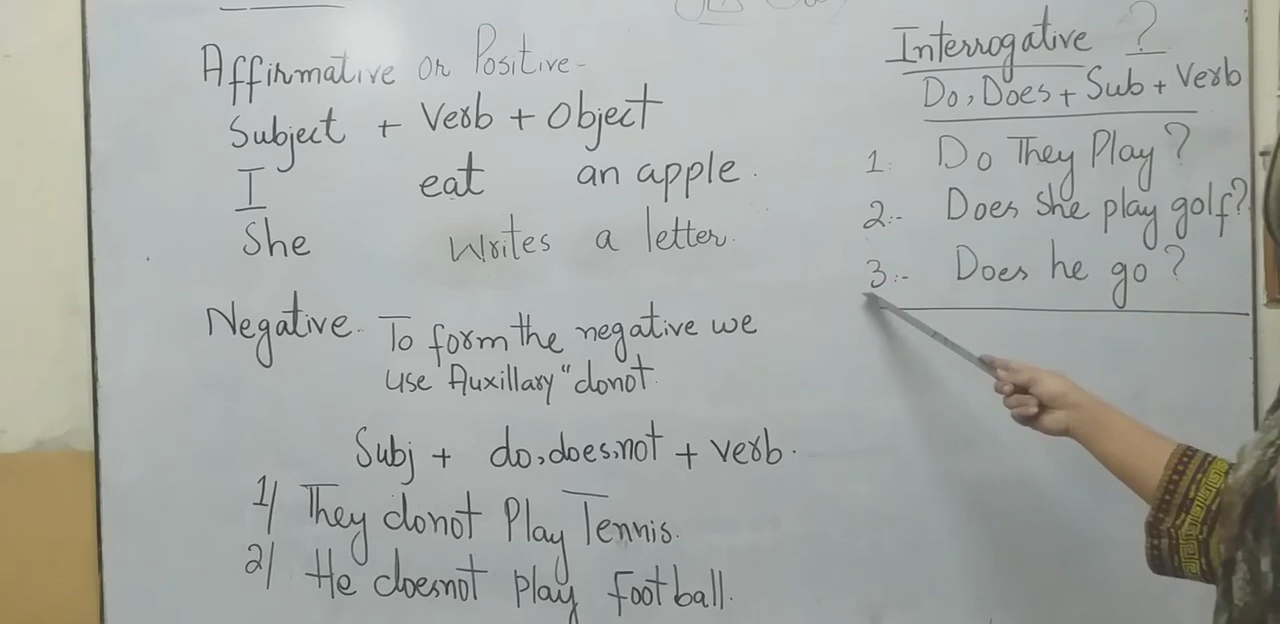 Affirmative or Positive-
Subject + Verb + Object
I eat an apple.
She writes a letter.
Negative. To form the negative we
use "Auxillary" donot.
Subj + do,does,not + verb.
1/ They donot Play Tennis.
2/ He doesnot play football.
Interrogative ?
Do, Does + Sub + Verb
1. Do They Play?
2:- Does She play golf?
3:- Does he go?